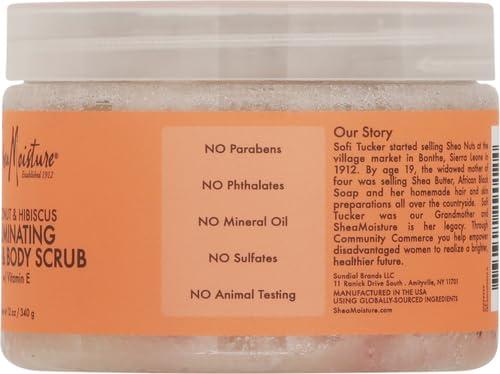 Moisture®
Established 1912
& HIBISCUS
BODY SCRUB
Vitamin E
12 oz / 340 g
NO Parabens
NO Phthalates
NO Mineral Oil
NO Sulfates
NO Animal Testing
Our Story
Sofi Tucker started selling Shea Nuts at the
village market in Bonthe, Sierra Leone in
1912. By age 19, the widowed mother of
four was selling Shea Butter, African Black
Soap and her homemade hair and skin
preparations all over the countryside. Sofi
Tucker was our Grandmother and
SheaMoisture is her legacy. Through
Community Commerce you help empower
disadvantaged women to realize a brighter,
healthier future.
Sundial Brands LLC
11 Ranick Drive South . Amityville, NY 11701
MANUFACTURED IN THE USA
USING GLOBALLY-SOURCED INGREDIENTS
SheaMoisture.com